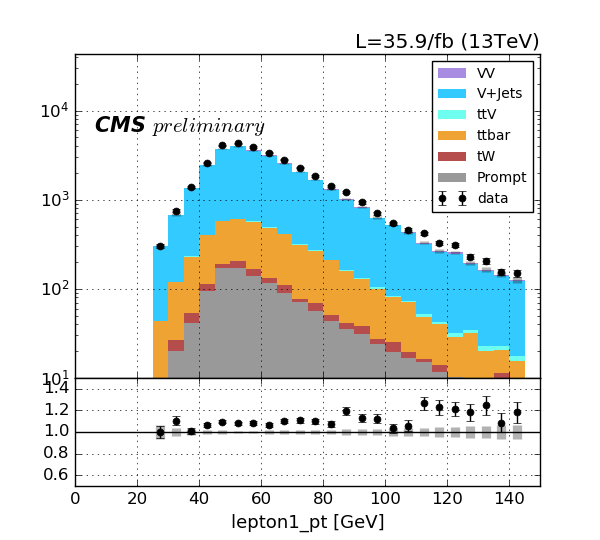 L=35.9/fb (13TeV)
CMS preliminary
VV
V+Jets
ttV
ttbar
tW
Prompt
data
10^4
10^3
10^2
10^1
1.4
1.2
1.0
0.8
0.6
0 20 40 60 80 100 120 140
lepton1_pt [GeV]